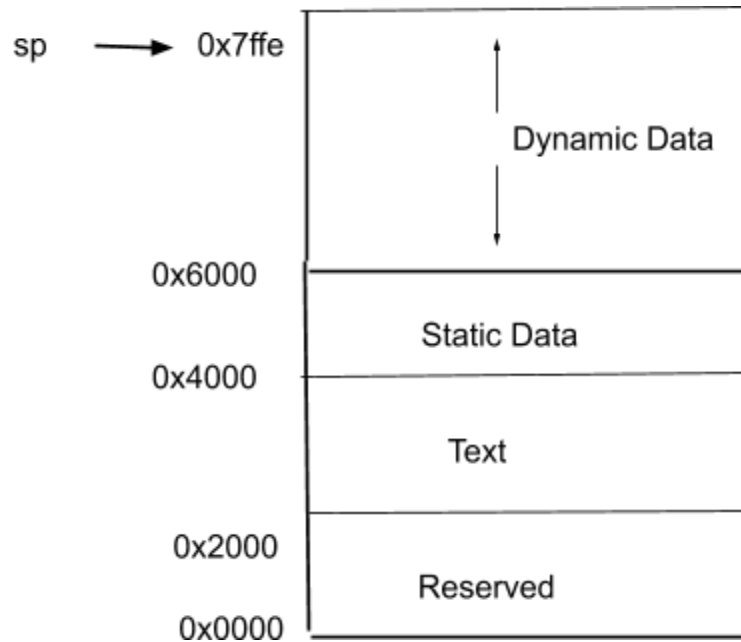 sp 0x7ffe
Dynamic Data
0x6000
Static Data
0x4000
Text
0x2000
Reserved
0x0000